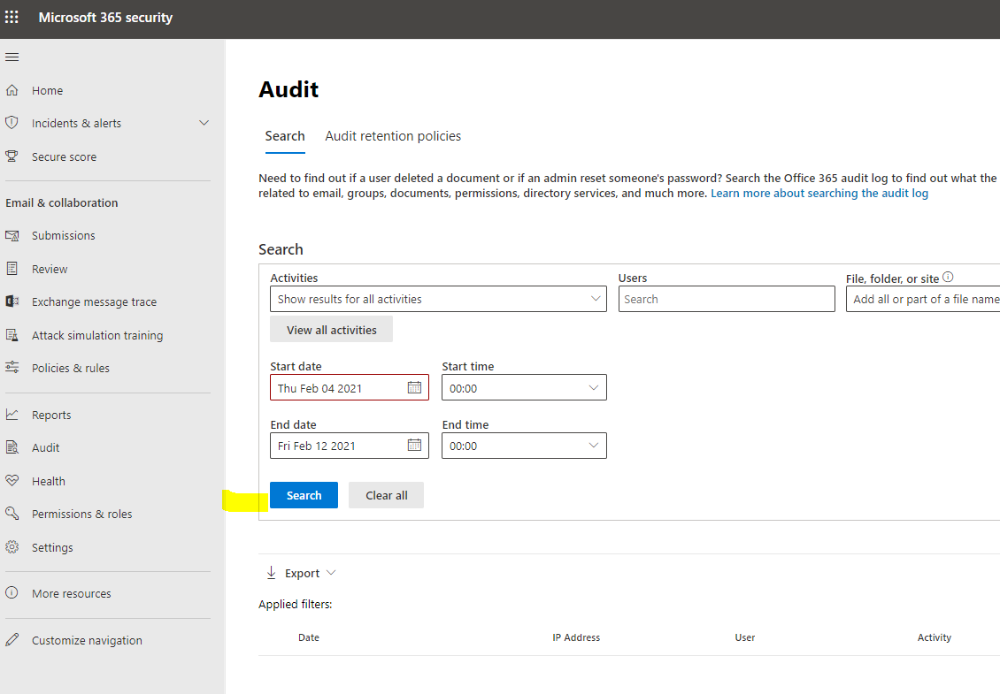 Microsoft 365 security
Home
Incidents & alerts
Secure score
Email & collaboration
Submissions
Review
Exchange message trace
Attack simulation training
Policies & rules
Reports
Audit
Health
Permissions & roles
Settings
More resources
Customize navigation
Audit
Search Audit retention policies
Need to find out if a user deleted a document or if an admin reset someone's password? Search the Office 365 audit log to find out what the
related to email, groups, documents, permissions, directory services, and much more. Learn more about searching the audit log
Search
Activities Users File, folder, or site
Show results for all activities Search Add all or part of a file name
View all activities
Start date Start time
Thu Feb 04 2021 00:00
End date End time
Fri Feb 12 2021 00:00
Search Clear all
Export
Applied filters:
Date IP Address User Activity